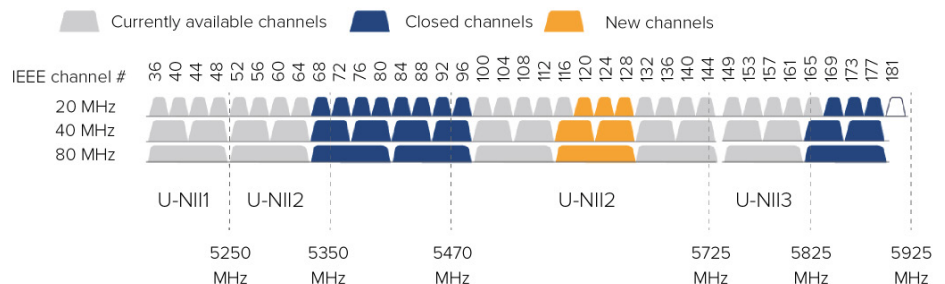 Currently available channels Closed channels New channels
IEEE channel # 36 40 44 48 52 56 60 64 68 72 76 80 84 88 92 96 100 104 108 112 116 120 124 128 132 136 140 144 149 153 157 161 165 169 173 177 181
20 MHz
40 MHz
80 MHz
U-NII1 U-NII2 U-NII2 U-NII3
5250 5350 5470 5725 5825 5925
MHz MHz MHz MHz MHz MHz